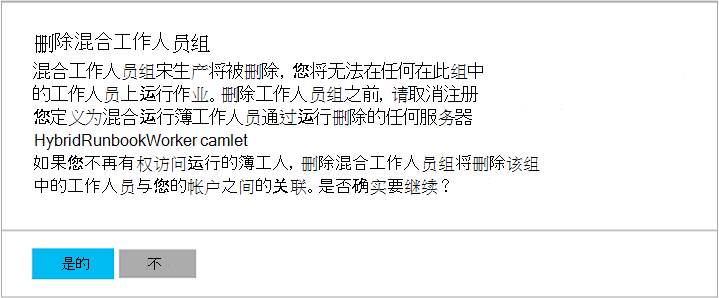 删除混合工作人员组
混合工作人员组宋生产将被删除，您将无法在任何在此组中
的工作人员上运行作业。删除工作人员组之前，请取消注册
您定义为混合运行簿工作人员通过运行删除的任何服务器
HybridRunbookWorker camlet
如果您不再有权访问运行的簿工人，删除混合工作人员组将删除该组
中的工作人员与您的帐户之间的关联。是否确实要继续？
是的
不